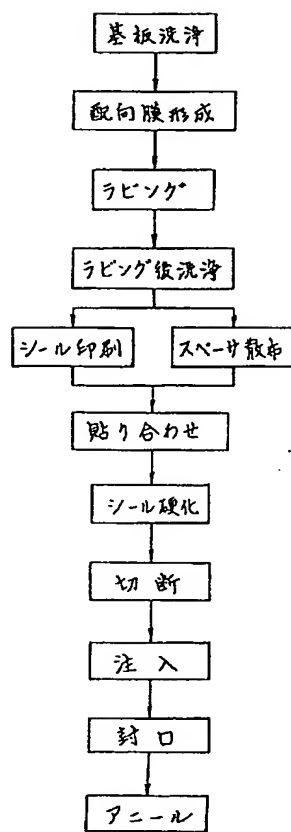 基板洗浄
配向膜形成
ラビング
ラビング後洗浄
シール印刷
スペーサ散布
貼り合わせ
シール硬化
切断
注入
封口
アニール